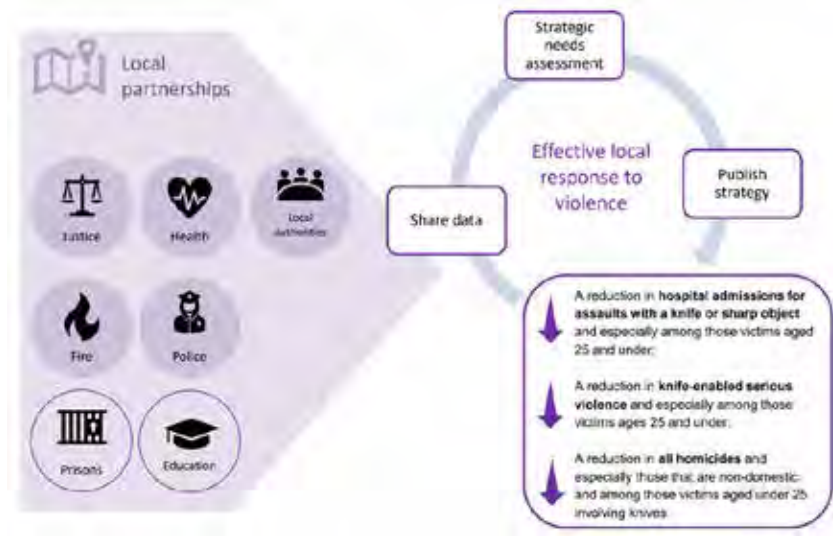 Local
partnerships
Justice
Health
Local
authorities
Fire
Police
Prisons
Education
Strategic
needs
assessment
Effective local
response to
violence
Publish
strategy
Share data
A reduction in hospital admissions for
assaults with a knife or sharp object
and especially among those victims aged
25 and under;
A reduction in knife-enabled serious
violence and especially among those
victims ages 25 and under;
A reduction in all homicides and
especially those that are non-domestic
and among those victims aged under 25
involving knives